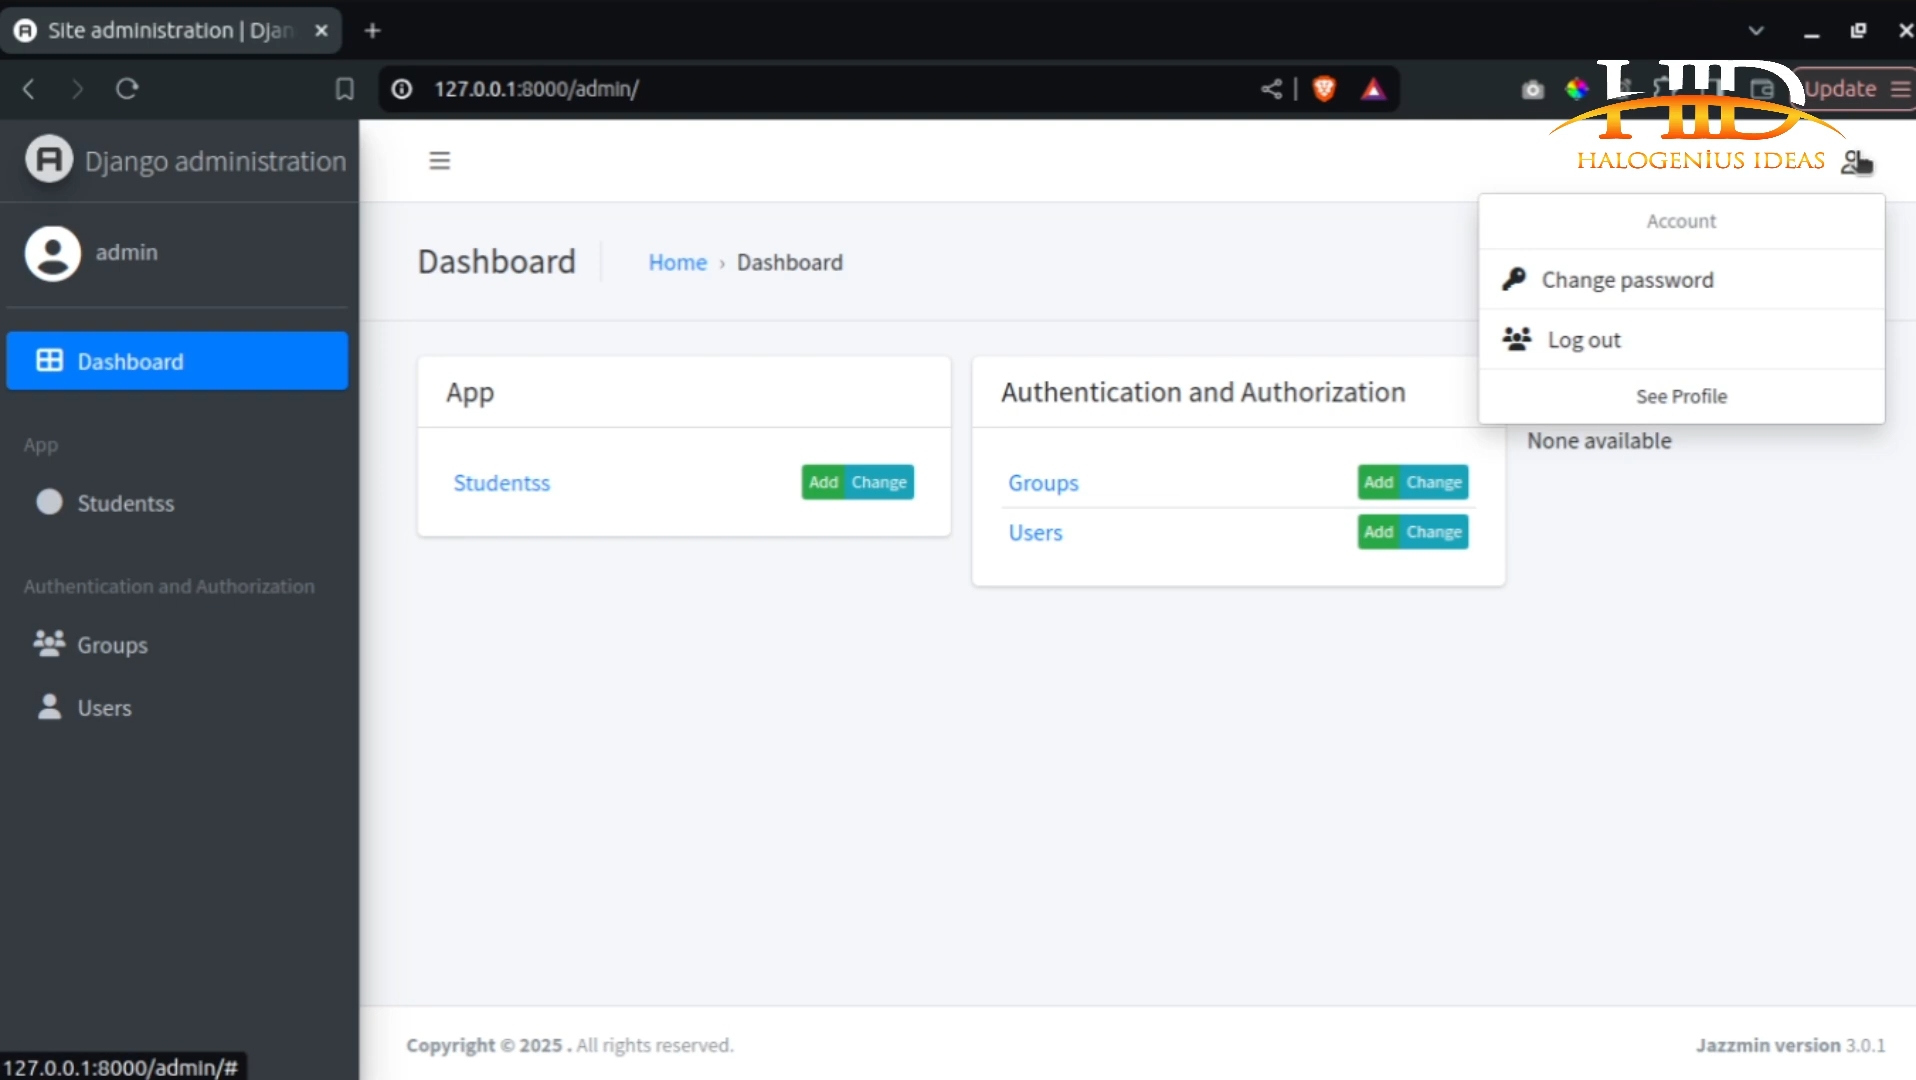 Site administration | Djan
127.0.0.1:8000/admin/
Update
HID
HALOGENIUS IDEAS
Django administration
admin
Dashboard
App
Studentss
Authentication and Authorization
Groups
Users
Dashboard
Home › Dashboard
Account
Change password
Log out
See Profile
App
Studentss Add Change
Authentication and Authorization
Groups Add Change
Users Add Change
None available
Copyright © 2025 . All rights reserved.
Jazzmin version 3.0.1
127.0.0.1:8000/admin/#